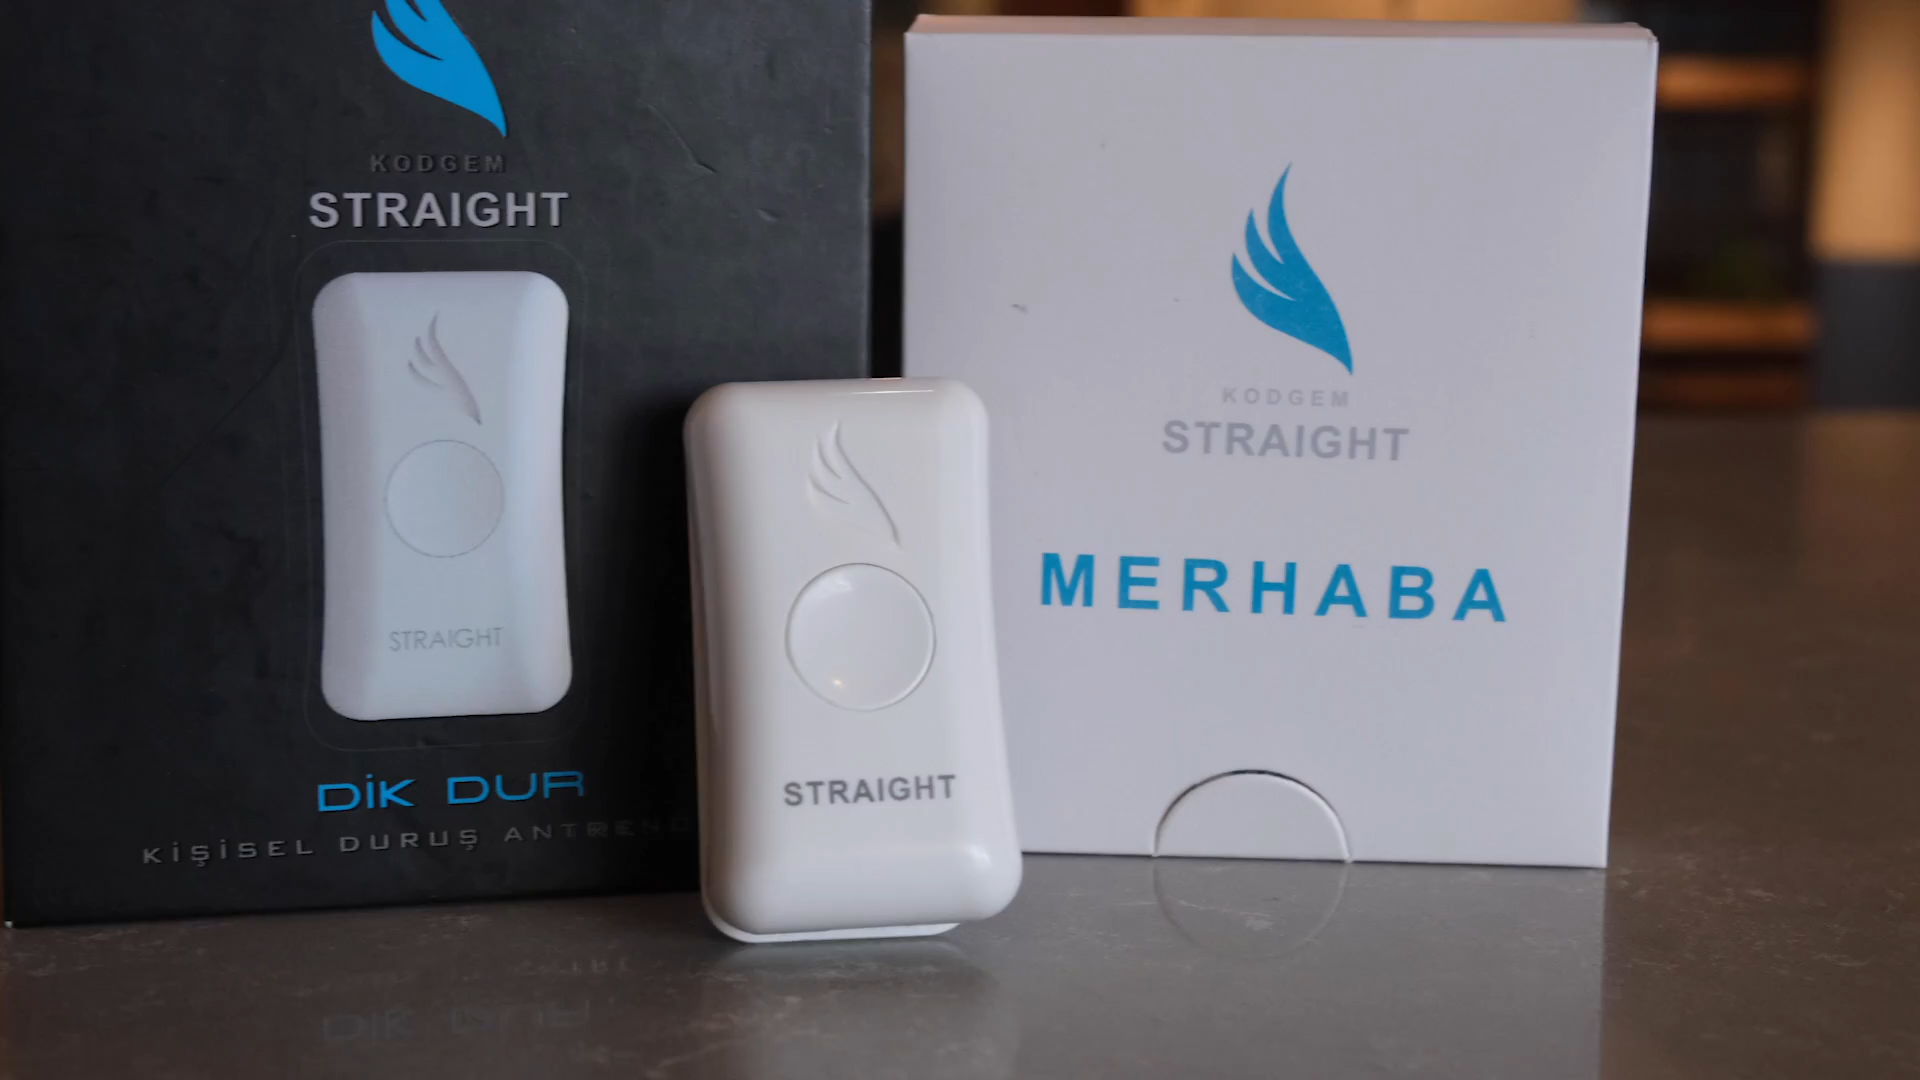 KODGEM
STRAIGHT
STRAIGHT
DİK DUR
KİŞİSEL DURUŞ
STRAIGHT
KODGEM
STRAIGHT
MERHABA